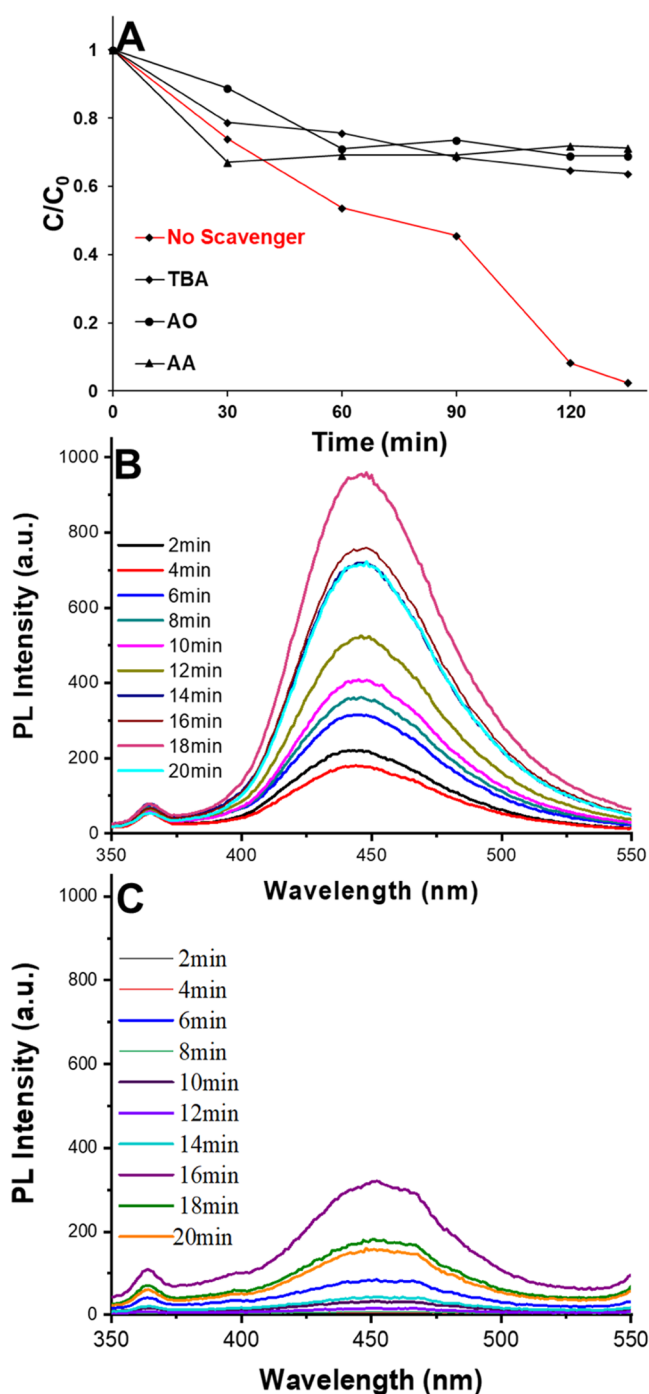 A
1
0.8
0.6
0.4
0.2
0
C/C0
No Scavenger
TBA
AO
AA
0 30 60 90 120
Time (min)
B
1000
800
600
400
200
0
PL Intensity (a.u.)
2min
4min
6min
8min
10min
12min
14min
16min
18min
20min
350 400 450 500 550
Wavelength (nm)
C
1000
800
600
400
200
0
PL Intensity (a.u.)
2min
4min
6min
8min
10min
12min
14min
16min
18min
20min
350 400 450 500 550
Wavelength (nm)